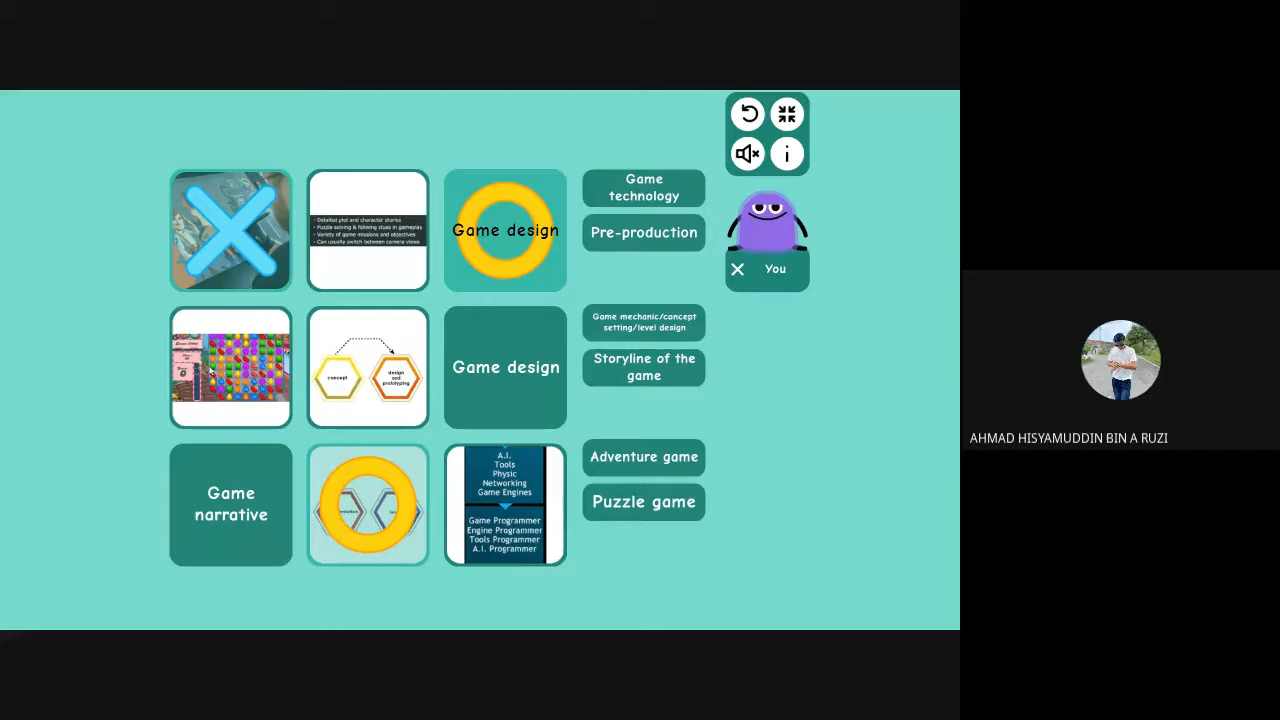 Game design
Game
technology
Pre-production
You
- Detailed plot and character stories
- Puzzle solving & follwing clues in gameplay
- Variety of game missions and objectives
- Can usually switch between camera views
concept
design
and
prototyping
Game design
Game mechanic/concept
setting/level design
Storyline of the
game
Game
narrative
A.I.
Tools
Physic
Networking
Game Engines
Game Programmer
Engine Programmer
Tools Programmer
A.I. Programmer
Adventure game
Puzzle game
AHMAD HISYAMUDDIN BIN A RUZI